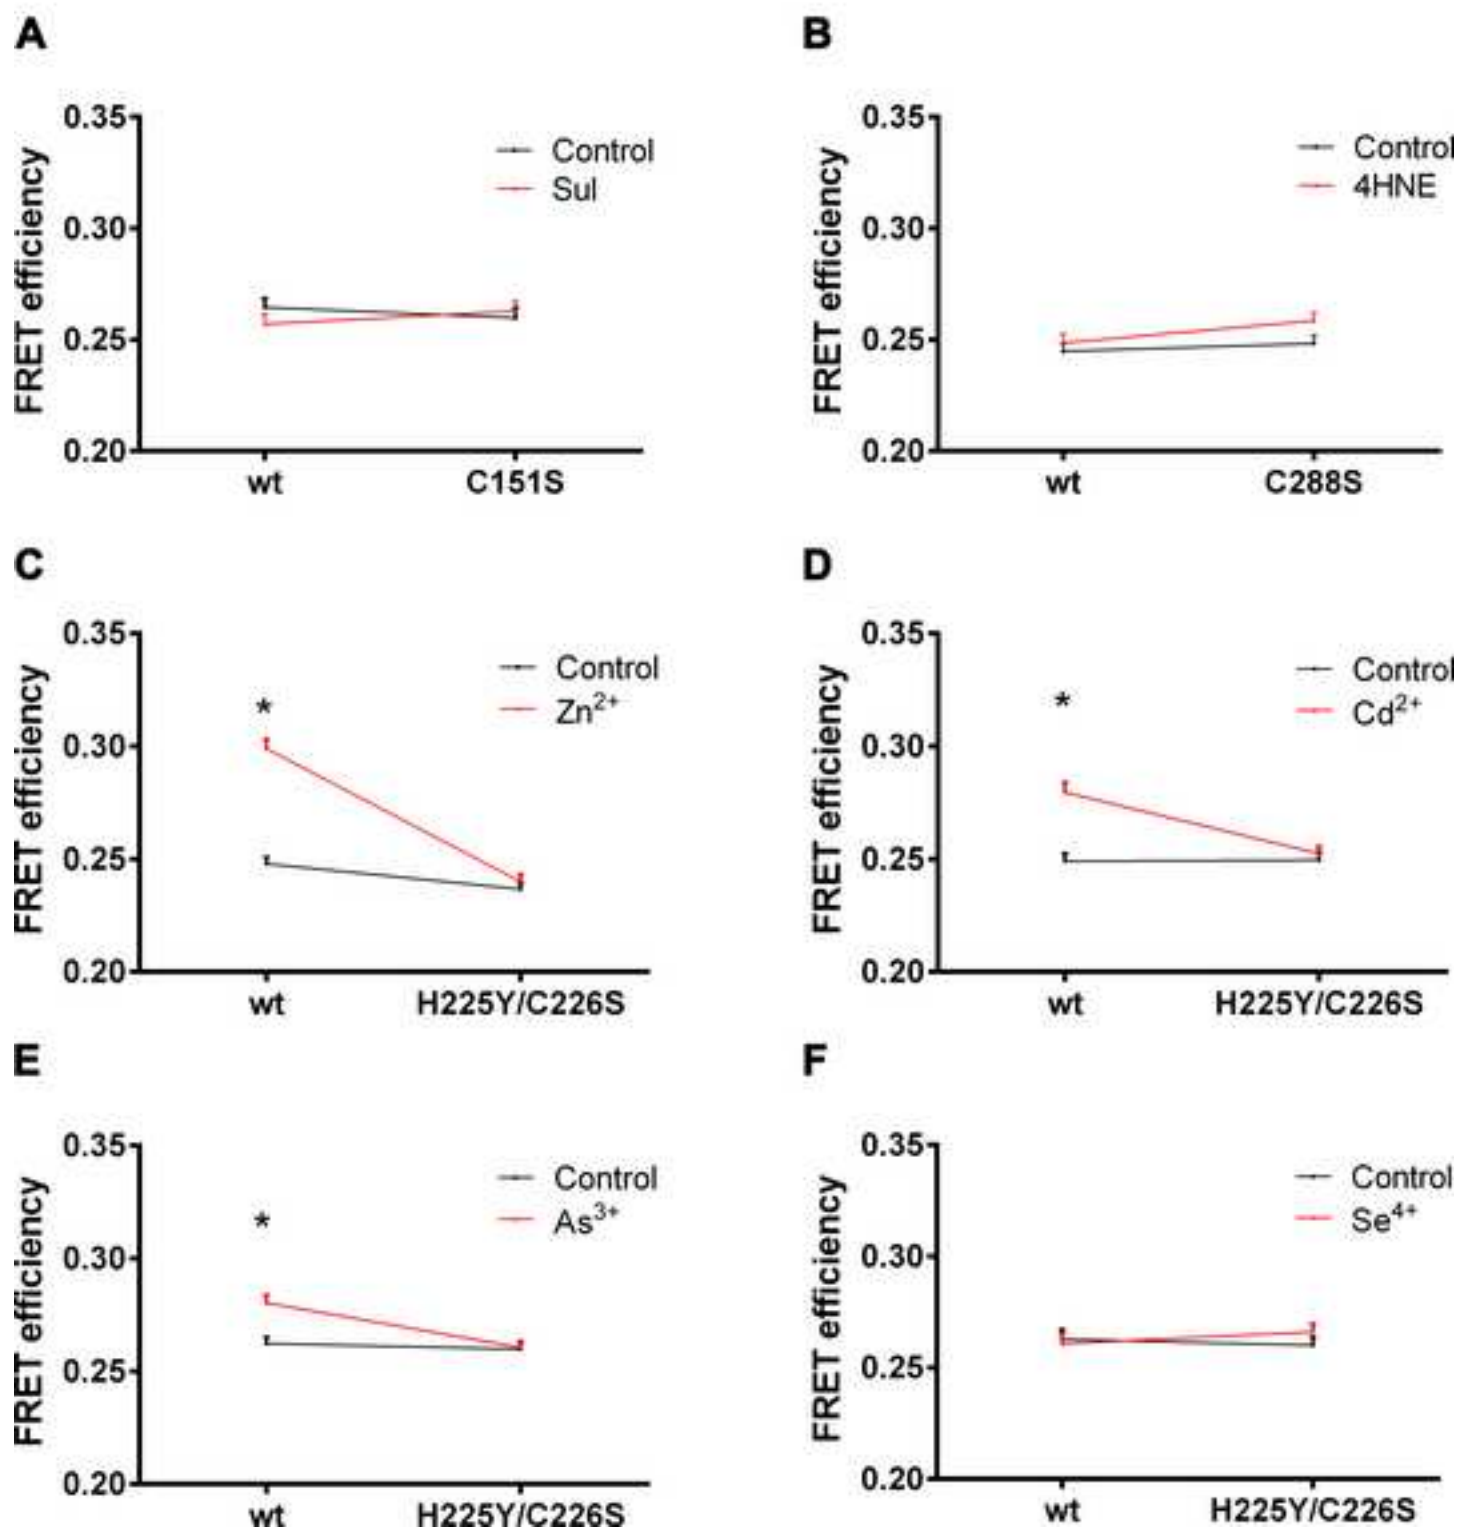 A
FRET efficiency
0.35
0.30
0.25
0.20
Control
Sul
wt C151S
B
FRET efficiency
0.35
0.30
0.25
0.20
Control
4HNE
wt C288S
C
FRET efficiency
0.35
0.30
0.25
0.20
*
Control
Zn²⁺
wt H225Y/C226S
D
FRET efficiency
0.35
0.30
0.25
0.20
*
Control
Cd²⁺
wt H225Y/C226S
E
FRET efficiency
0.35
0.30
0.25
0.20
*
Control
As³⁺
wt H225Y/C226S
F
FRET efficiency
0.35
0.30
0.25
0.20
Control
Se⁴⁺
wt H225Y/C226S